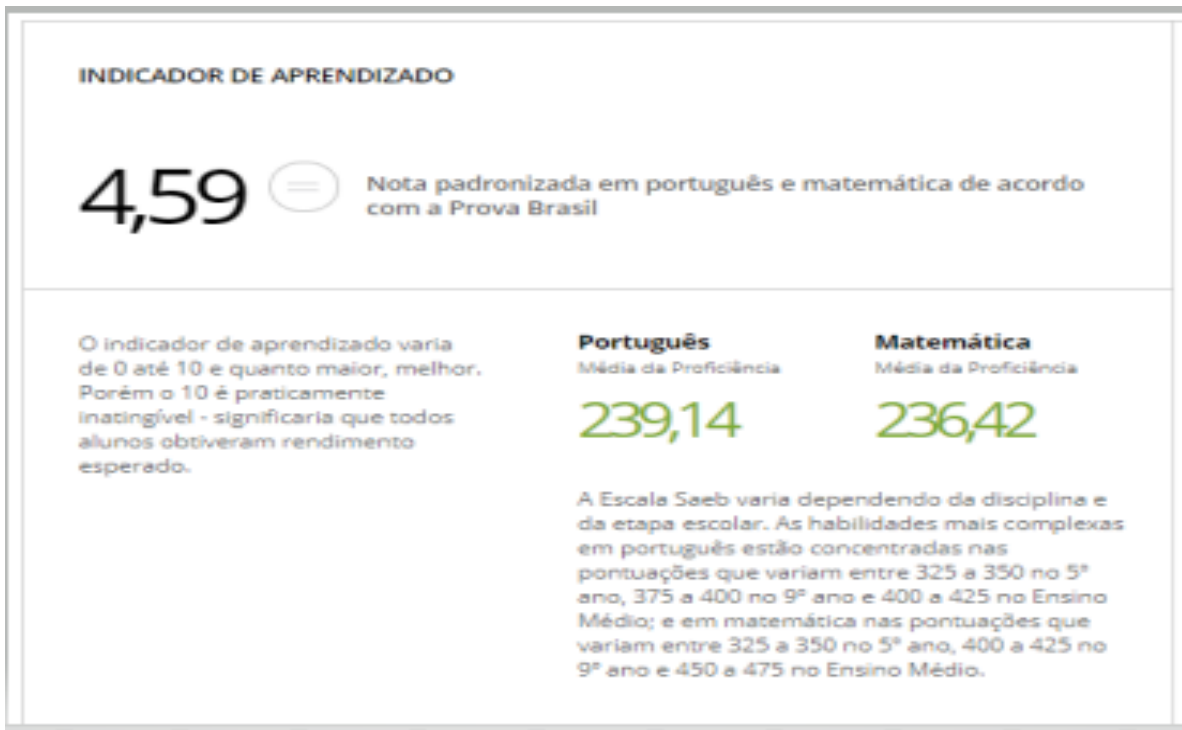 INDICADOR DE APRENDIZADO
4,59
=
Nota padronizada em português e matemática de acordo
com a Prova Brasil
O indicador de aprendizado varia
de 0 até 10 e quanto maior, melhor.
Porém o 10 é praticamente
inatingível - significaria que todos
alunos obtiveram rendimento
esperado.
Português
Média da Proficiência
239,14
Matemática
Média da Proficiência
236,42
A Escala Saeb varia dependendo da disciplina e
da etapa escolar. As habilidades mais complexas
em português estão concentradas nas
pontuações que variam entre 325 a 350 no 5º
ano, 375 a 400 no 9º ano e 400 a 425 no Ensino
Médio; e em matemática nas pontuações que
variam entre 325 a 350 no 5º ano, 400 a 425 no
9º ano e 450 a 475 no Ensino Médio.